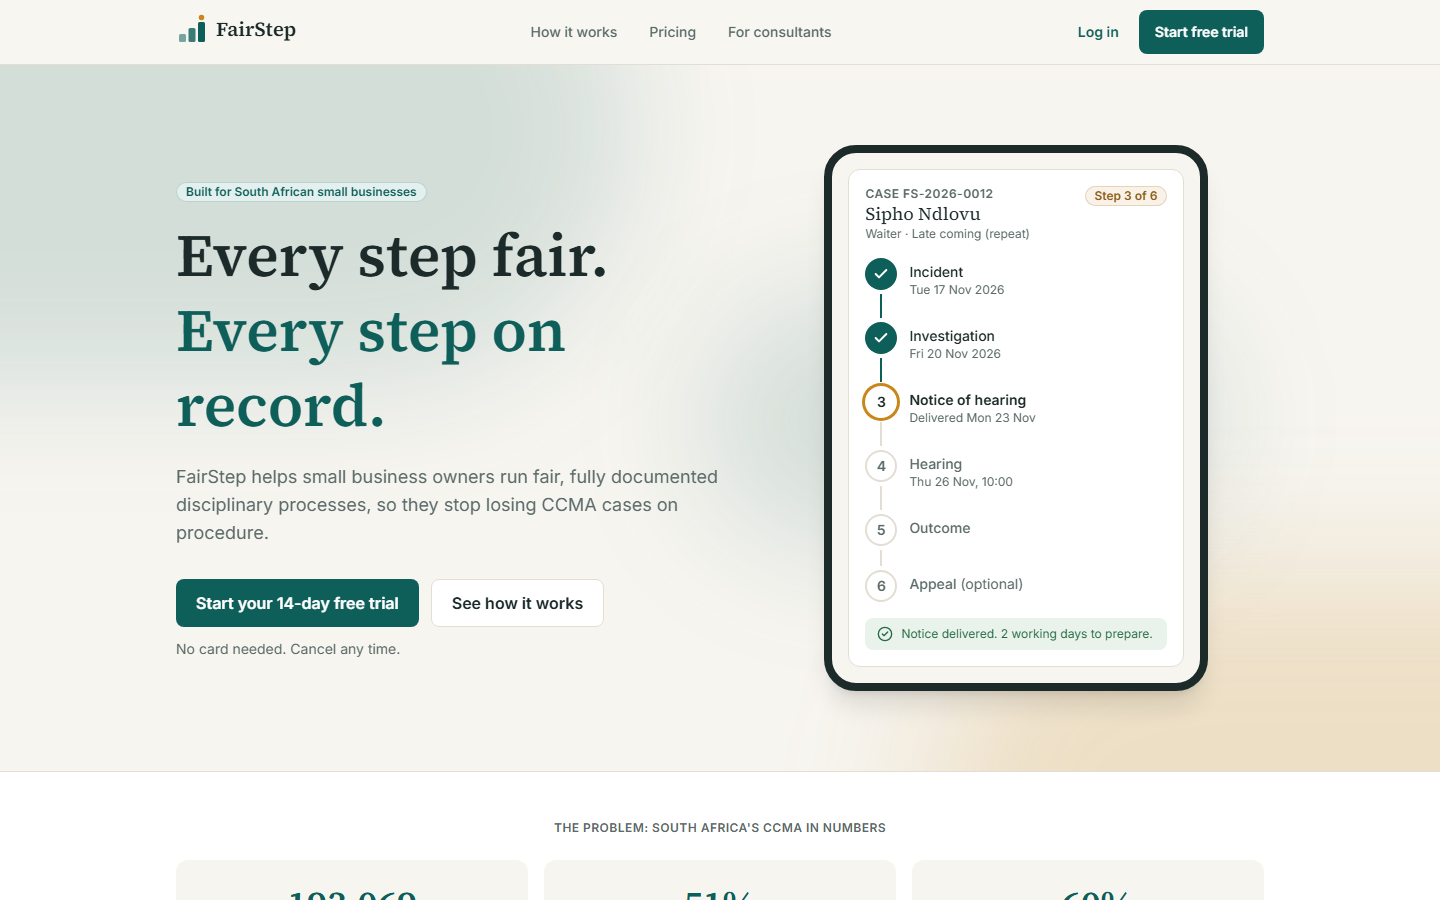 FairStep
How it works
Pricing
For consultants
Log in
Start free trial
Built for South African small businesses
Every step fair.
Every step on
record.
FairStep helps small business owners run fair, fully documented
disciplinary processes, so they stop losing CCMA cases on
procedure.
Start your 14-day free trial
See how it works
No card needed. Cancel any time.
CASE FS-2026-0012
Step 3 of 6
Sipho Ndlovu
Waiter · Late coming (repeat)
Incident
Tue 17 Nov 2026
Investigation
Fri 20 Nov 2026
3
Notice of hearing
Delivered Mon 23 Nov
4
Hearing
Thu 26 Nov, 10:00
5
Outcome
6
Appeal (optional)
Notice delivered. 2 working days to prepare.
THE PROBLEM: SOUTH AFRICA'S CCMA IN NUMBERS
51%